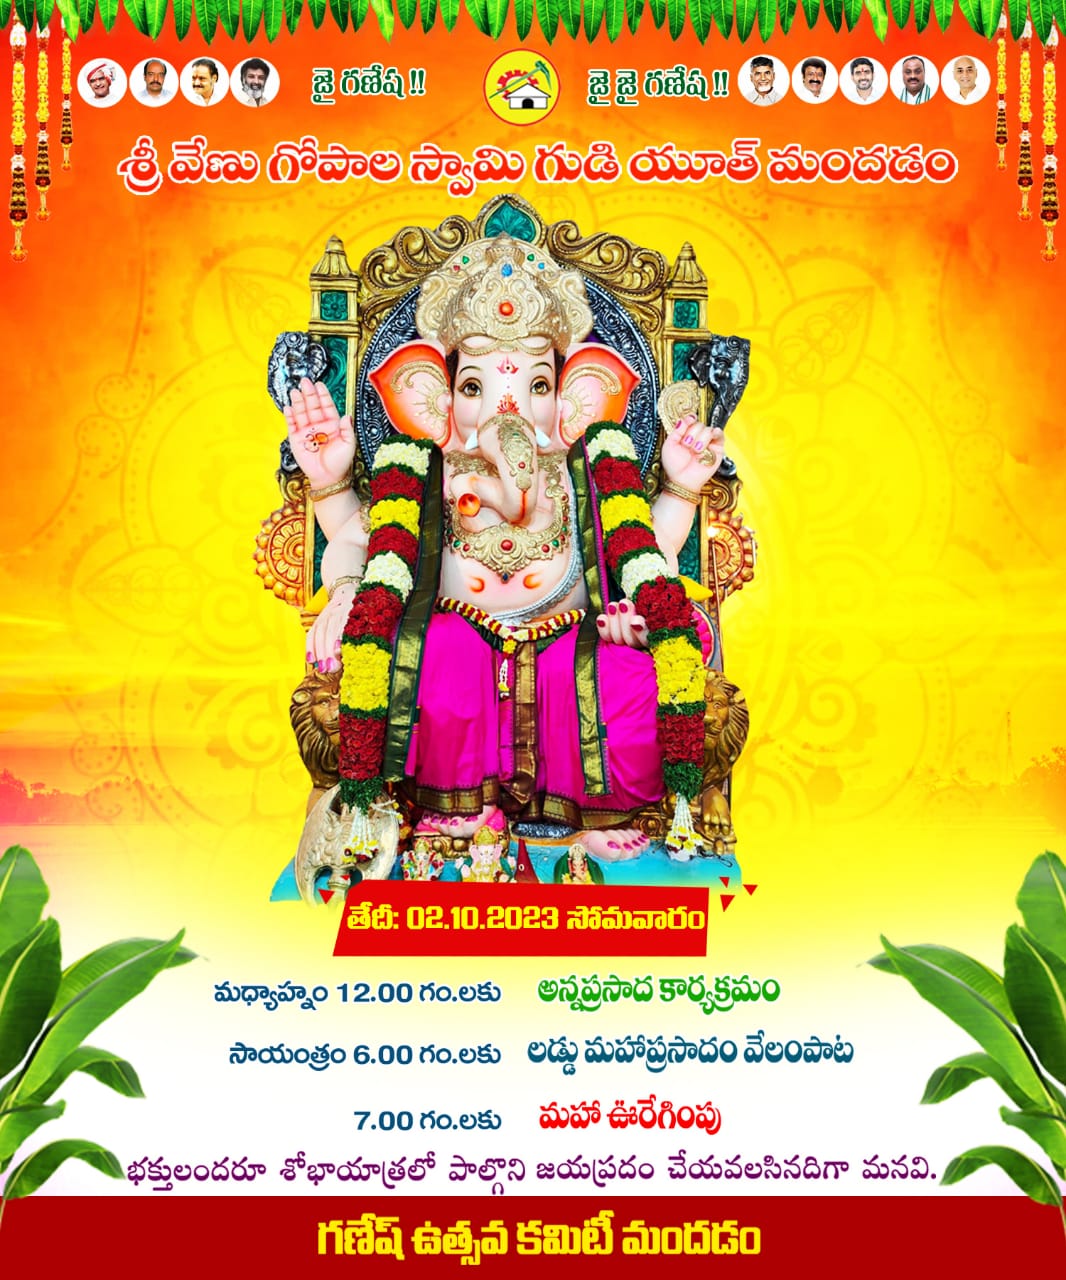 జై గణేష !!
జై జై గణేష !!
శ్రీ వేణు గోపాల స్వామి గుడి యూత్ మందడం
తేదీ: 02.10.2023 సోమవారం
మధ్యాహ్నం 12.00 గం.లకు అన్నప్రసాద కార్యక్రమం
సాయంత్రం 6.00 గం.లకు లడ్డు మహాప్రసాదం వేలంపాట
7.00 గం.లకు మహా ఊరేగింపు
భక్తులందరూ శోభాయాత్రలో పాల్గొని జయప్రదం చేయవలసినదిగా మనవి.
గణేష్ ఉత్సవ కమిటీ మందడం